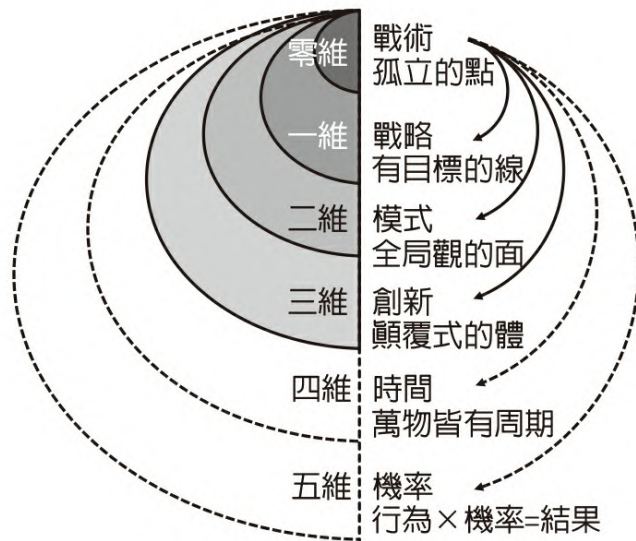 零維 戰術
孤立的點
一維 戰略
有目標的線
二維 模式
全局觀的面
三維 創新
顚覆式的體
四維 時間
萬物皆有周期
五維 機率
行為×機率=結果